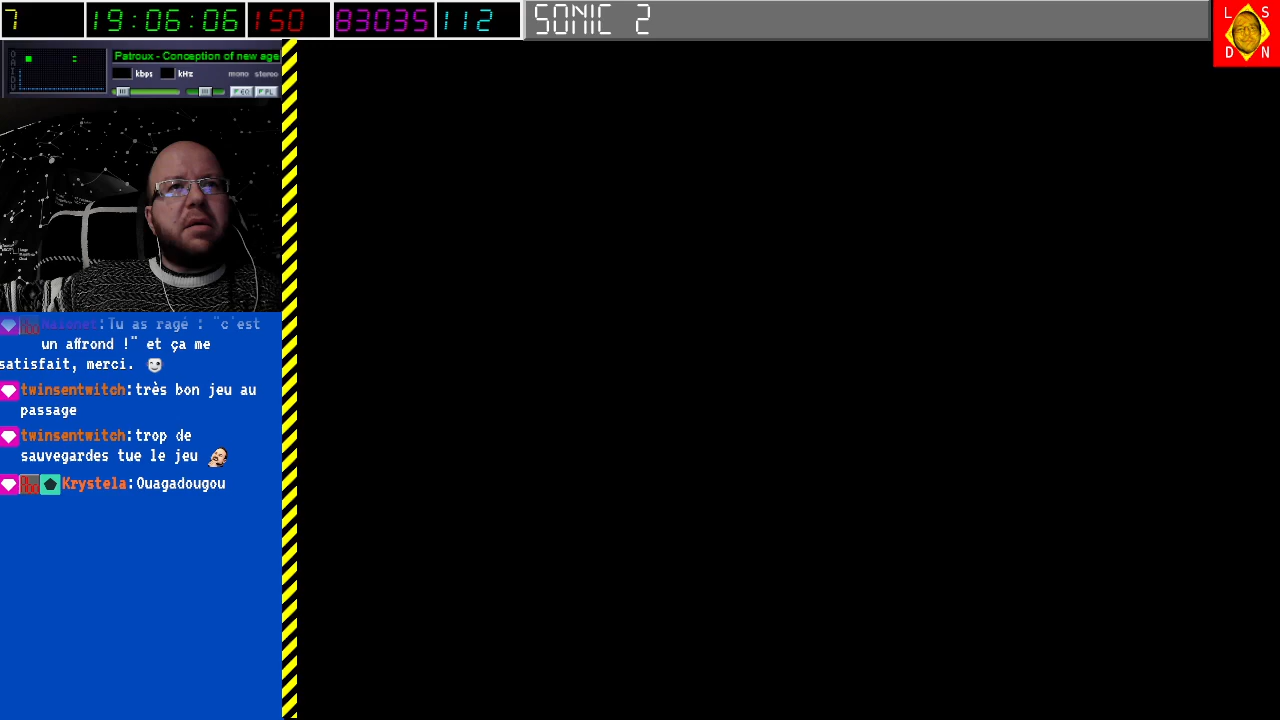 7 19:06:06 150 83035 112 SONIC 2
L S
D N
Patroux - Conception of new age
kbps kHz mono stereo
EQ PL
Tu as ragé : "c'est
un affrond !" et ça me
satisfait, merci.
twinsentwitch: très bon jeu au
passage
twinsentwitch: trop de
sauvegardes tue le jeu
Krystela: Ouagadougou